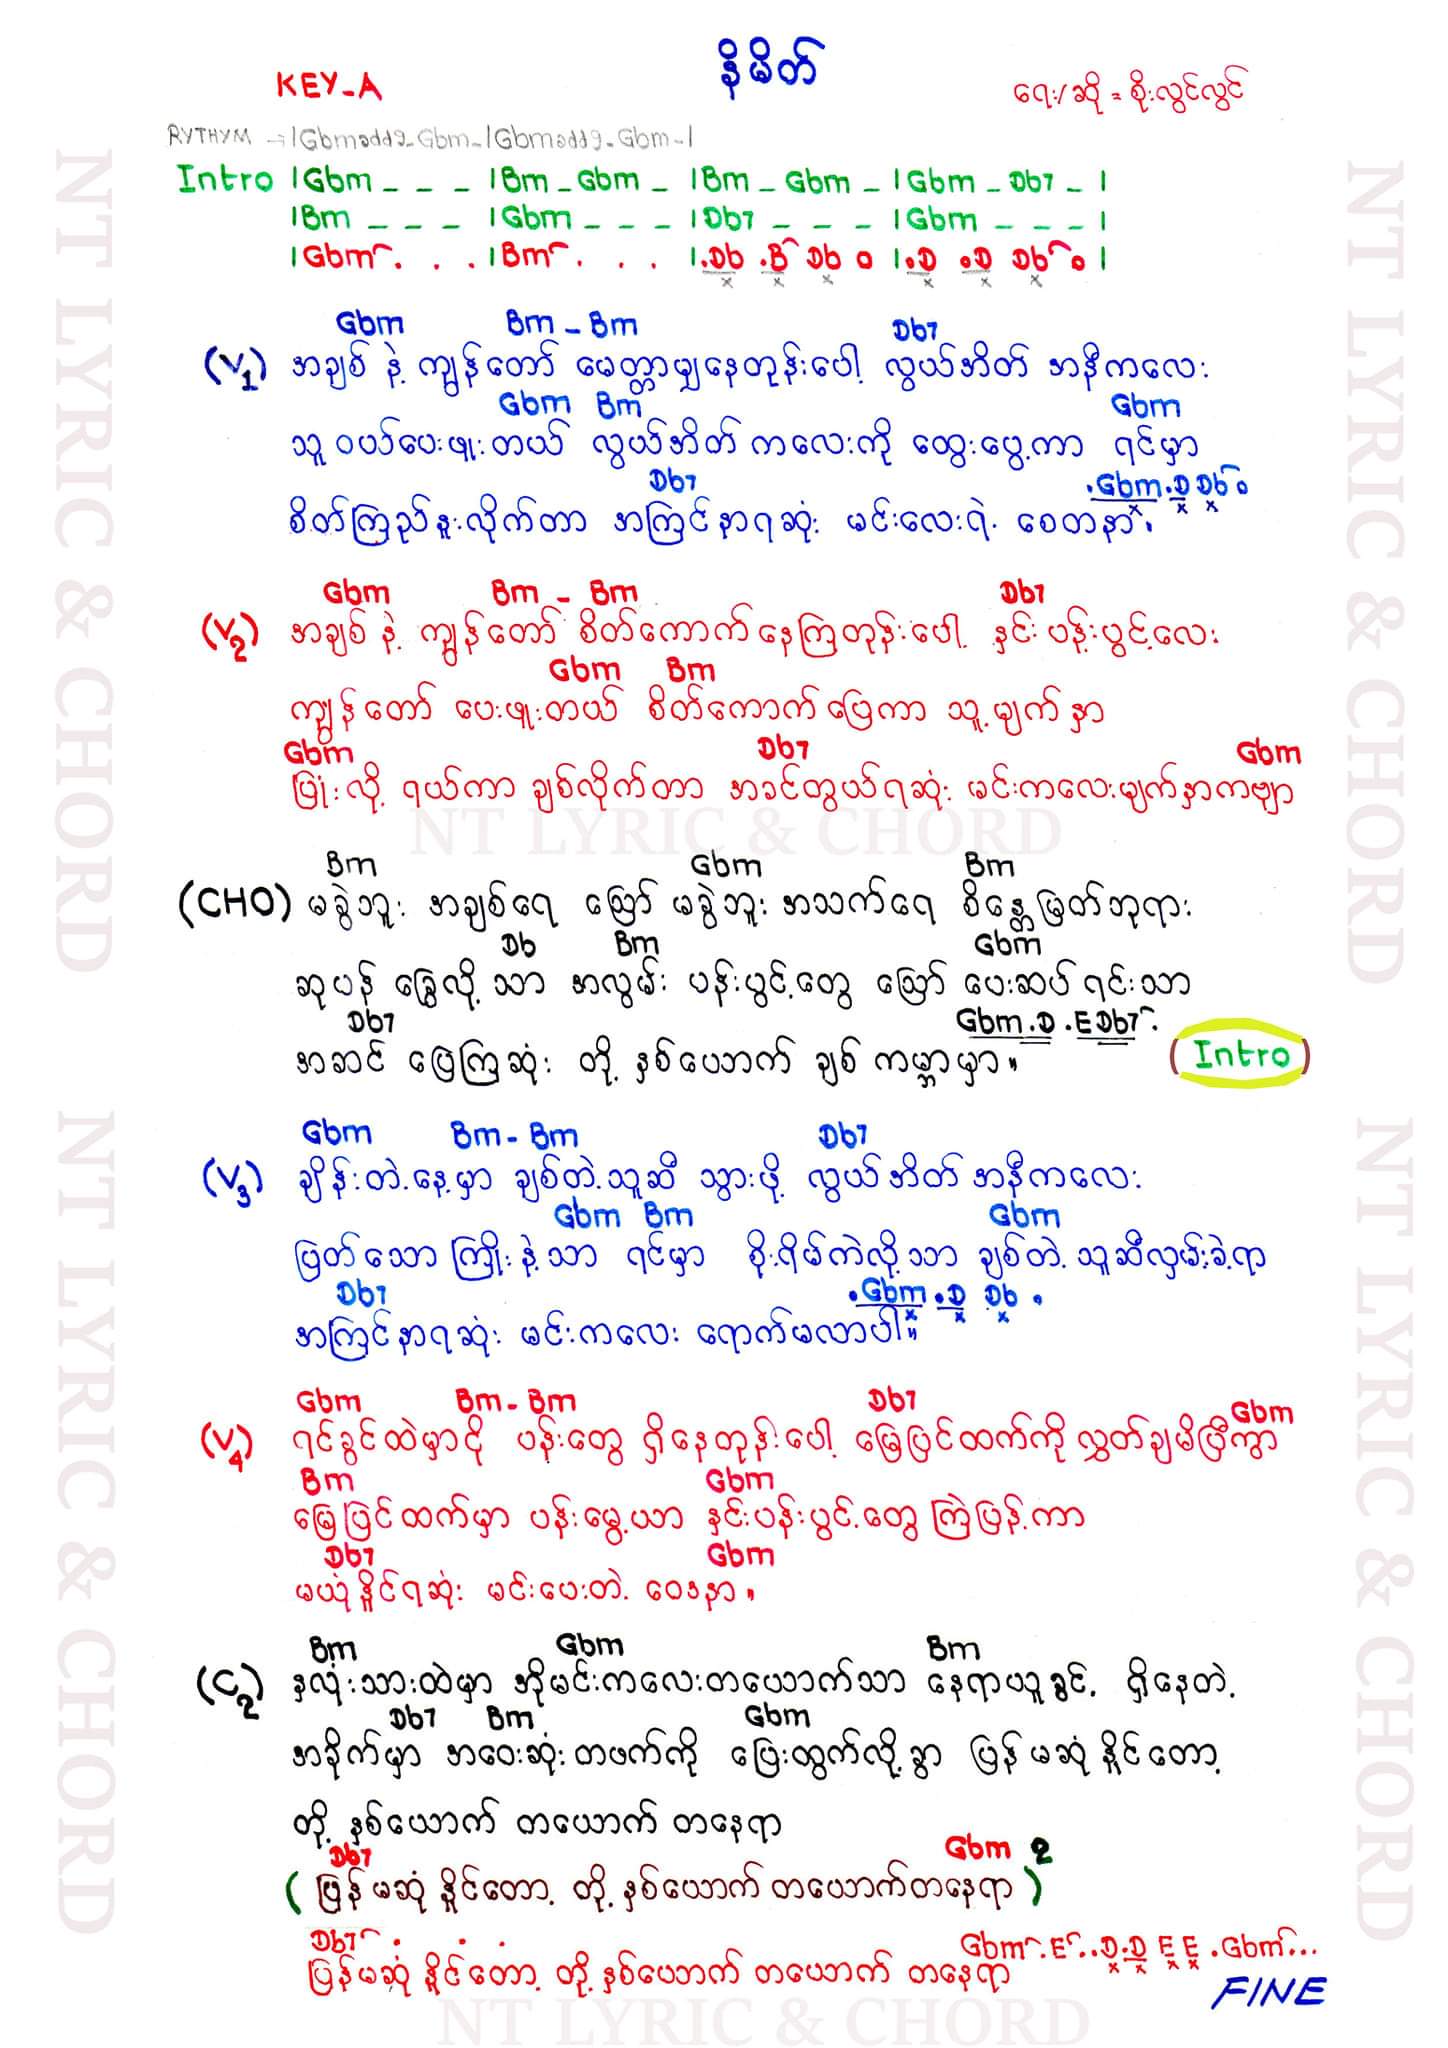 နိမိတ်
KEY-A
ရေး/ဆို = စိုးလွင်လွင်
RYTHYM → |Gbmadd9-Gbm-|Gbmadd9-Gbm-|
Intro |Gbm - - - |Bm - Gbm - |Bm - Gbm - |Gbm - Db7 - |
|Bm - - - |Gbm - - - |Db7 - - - |Gbm - - - |
|Gbm . . . |Bm . . . |.Db .B Db o |.D .D Db o |
Gbm Bm - Bm Db7
(V1) အချစ် နဲ့ ကျွန်တော် မေတ္တာမျှနေတုန်းပေါ့ လွယ်အိတ် အနီကလေး
Gbm Bm Gbm
သူ ဝယ်ပေးဖူးတယ် လွယ်အိတ် ကလေးကို ထွေးပွေ့ကာ ရင်မှာ
Db7 .Gbm .D Db o
စိတ်ကြည်နူးလိုက်တာ အကြင်နာရဆုံး မင်းလေးရဲ့ စေတနာ။
Gbm Bm - Bm Db7
(V2) အချစ် နဲ့ ကျွန်တော် စိတ်ကောက်နေကြတုန်းပေါ့ နှင်း ပန်းပွင့်လေး
Gbm Bm
ကျွန်တော် ပေးဖူးတယ် စိတ်ကောက်ပြေကာ သူ့မျက်နှာ
Gbm Db7 Gbm
ပြုံးလို့ ရယ်ကာ ချစ်လိုက်တာ အခင်တွယ်ရဆုံး မင်းကလေးမျက်နှာကဗျာ
Bm Gbm Bm
(CHO) မခွဲဘူး အချစ်ရေ ဪ မခွဲဘူး အသက်ရေ စိန္တေမြတ်ဘုရား
Db Bm Gbm
ဆုပန် ခြွေလို့ သာ အလွမ်း ပန်းပွင့်တွေ ဪ ပေးဆပ် ရင်းသာ
Db7 Gbm.D .E Db7 .
အဆင် ပြေကြဆုံး တို့ နှစ်ယောက် ချစ် ကမ္ဘာမှာ။ (Intro)
Gbm Bm - Bm Db7
(V3) ချိန်းတဲ့နေ့မှာ ချစ်တဲ့သူဆီ သွားဖို့ လွယ်အိတ် အနီကလေး
Gbm Bm Gbm
ပြတ်သော ကြိုးနဲ့သာ ရင်မှာ စိုးရိမ်ကဲလို့သာ ချစ်တဲ့ သူဆီလှမ်းခဲ့ရာ
Db7 .Gbm .D Db .
အကြင်နာရဆုံး မင်းကလေး ရောက်မလာပါ။
Gbm Bm - Bm Db7 Gbm
(V4) ရင်ခွင်ထဲမှာငို ပန်းတွေ ရှိနေတုန်းပေါ့ မြေပြင်ထက်ကို လွှတ်ချမိပြီကွာ
Bm Gbm
မြေပြင်ထက်မှာ ပန်းမွေ့ယာ နှင်းပန်းပွင့်တွေ ကြဲပြန့်ကာ
Db7 Gbm
မယုံနိူင်ရဆုံး မင်းပေးတဲ့ ဝေဒနာ။
Bm Gbm Bm
(C2) နှလုံးသားထဲမှာ အိုမင်းကလေးတယောက်သာ နေရာယူခွင့် ရှိနေတဲ့
Db7 Bm Gbm
အခိုက်မှာ အဝေးဆုံးတဖက်ကို ပြေးထွက်လို့ခွာ ပြန် မဆုံ နိူင်တော့
တို့ နှစ်ယောက် တယောက် တနေရာ
Db7 Gbm 2
(ပြန် မဆုံ နိူင်တော့ တို့ နှစ်ယောက် တယောက်တနေရာ)
Db7 . . . Gbm .E ..D.D E E .Gbm...
ပြန်မဆုံ နိူင်တော့ တို့ နှစ်ယောက် တယောက် တနေရာ
FINE
NT LYRIC & CHORD
NT LYRIC & CHORD
NT LYRIC & CHORD
NT LYRIC & CHORD
NT LYRIC & CHORD
NT LYRIC & CHORD